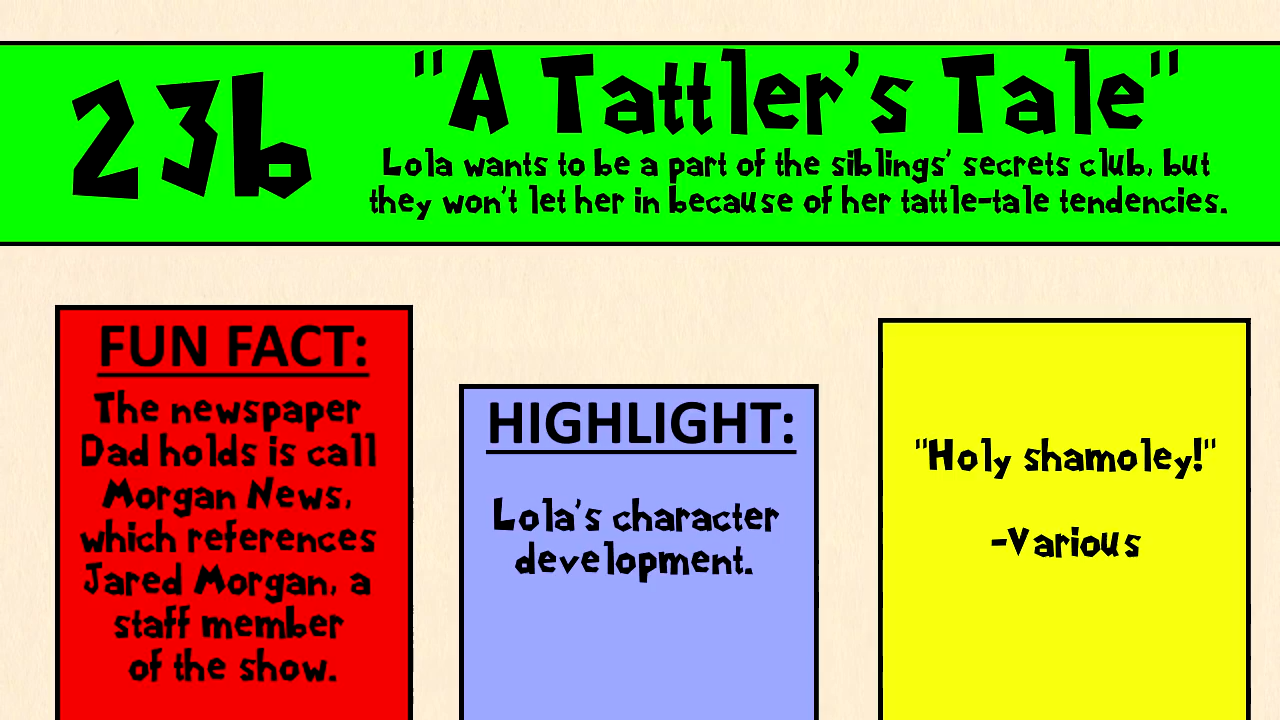 23b
"A Tattler's Tale"
Lola wants to be a part of the siblings' secrets club, but
they won't let her in because of her tattle-tale tendencies.
FUN FACT:
The newspaper
Dad holds is call
Morgan News,
which references
Jared Morgan, a
staff member
of the show.
HIGHLIGHT:
Lola's character
development.
"Holy shamoley!"
-Various